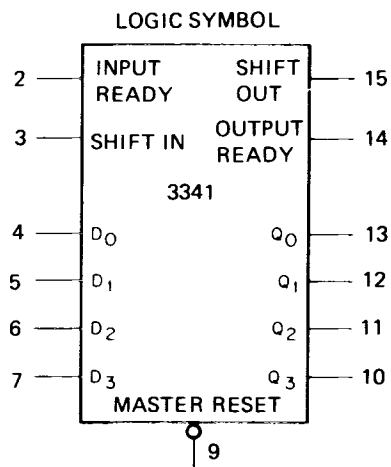 LOGIC SYMBOL
2 INPUT READY SHIFT OUT 15
3 SHIFT IN OUTPUT READY 14
3341
4 D0 Q0 13
5 D1 Q1 12
6 D2 Q2 11
7 D3 Q3 10
MASTER RESET
9